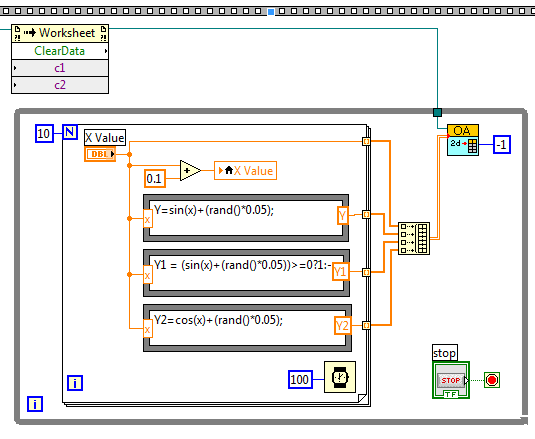 Worksheet
ClearData
c1
c2
10
N
X Value
DBL
0.1
+
X Value
x
Y=sin(x)+(rand()*0.05);
Y
x
Y1 = (sin(x)+(rand()*0.05))>=0?1:-
Y1
x
Y2=cos(x)+(rand()*0.05);
Y2
100
i
i
OA
2d
-1
stop
STOP
TF